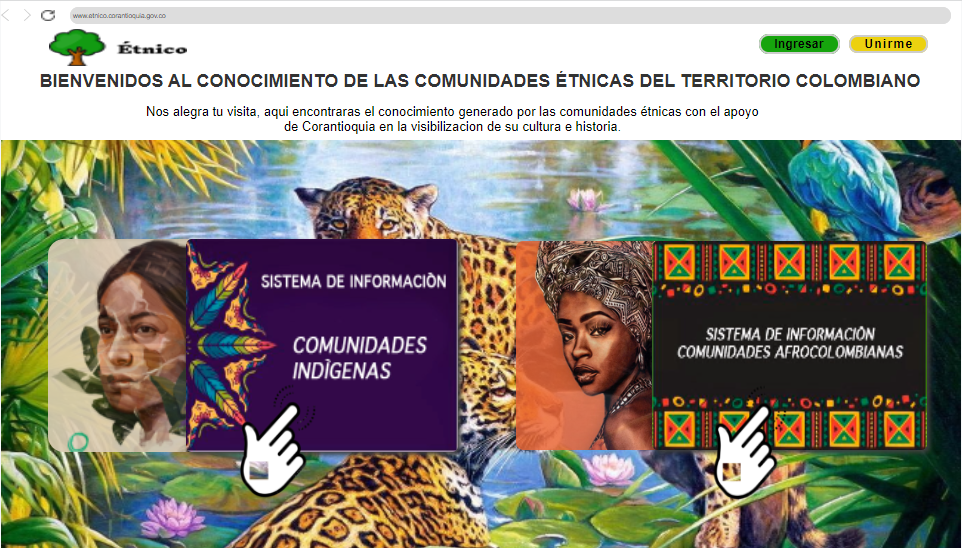 www.etnico.corantioquia.gov.co
Étnico
Ingresar
Unirme
BIENVENIDOS AL CONOCIMIENTO DE LAS COMUNIDADES ÉTNICAS DEL TERRITORIO COLOMBIANO
Nos alegra tu visita, aqui encontraras el conocimiento generado por las comunidades étnicas con el apoyo
de Corantioquia en la visibilizacion de su cultura e historia.
SISTEMA DE INFORMACIÒN
COMUNIDADES
INDÌGENAS
SISTEMA DE INFORMACIÒN
COMUNIDADES AFROCOLOMBIANAS